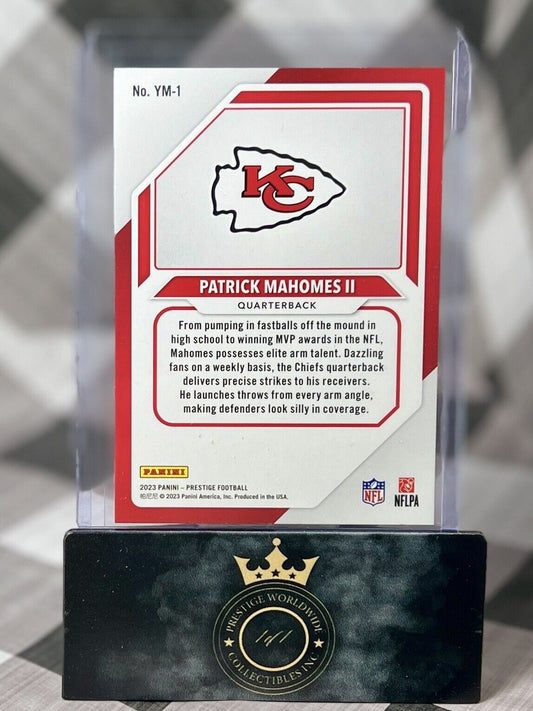 No. YM-1
KC
PATRICK MAHOMES II
QUARTERBACK
From pumping in fastballs off the mound in
high school to winning MVP awards in the NFL,
Mahomes possesses elite arm talent. Dazzling
fans on a weekly basis, the Chiefs quarterback
delivers precise strikes to his receivers.
He launches throws from every arm angle,
making defenders look silly in coverage.
PANINI
2023 PANINI – PRESTIGE FOOTBALL
帕尼尼 © 2023 Panini America, Inc. Produced in the USA.
NFL
NFLPA
PRESTIGE WORLDWIDE
1of1
COLLECTIBLES INC